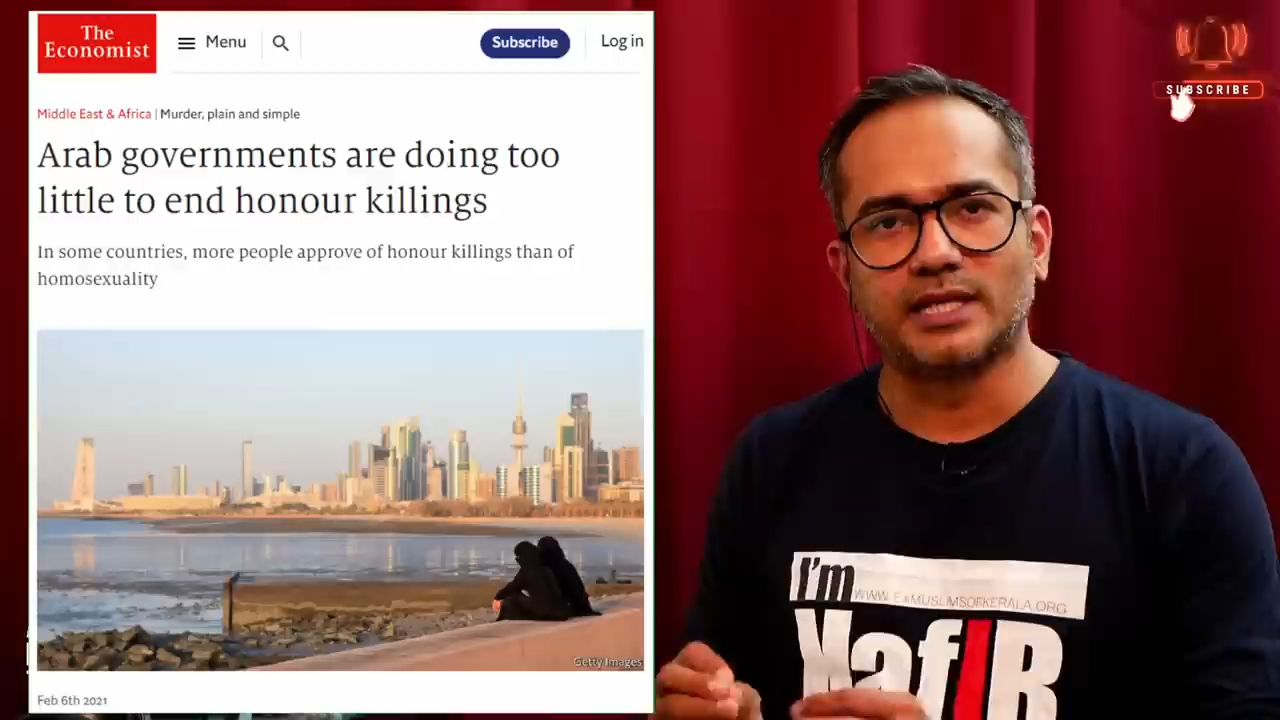 The
Economist
Menu
Subscribe
Log in
Middle East & Africa | Murder, plain and simple
Arab governments are doing too
little to end honour killings
In some countries, more people approve of honour killings than of
homosexuality
Getty Images
Feb 6th 2021
SUBSCRIBE
I'm
WWW.EXMUSLIMSOFKERALA.ORG
KafIR